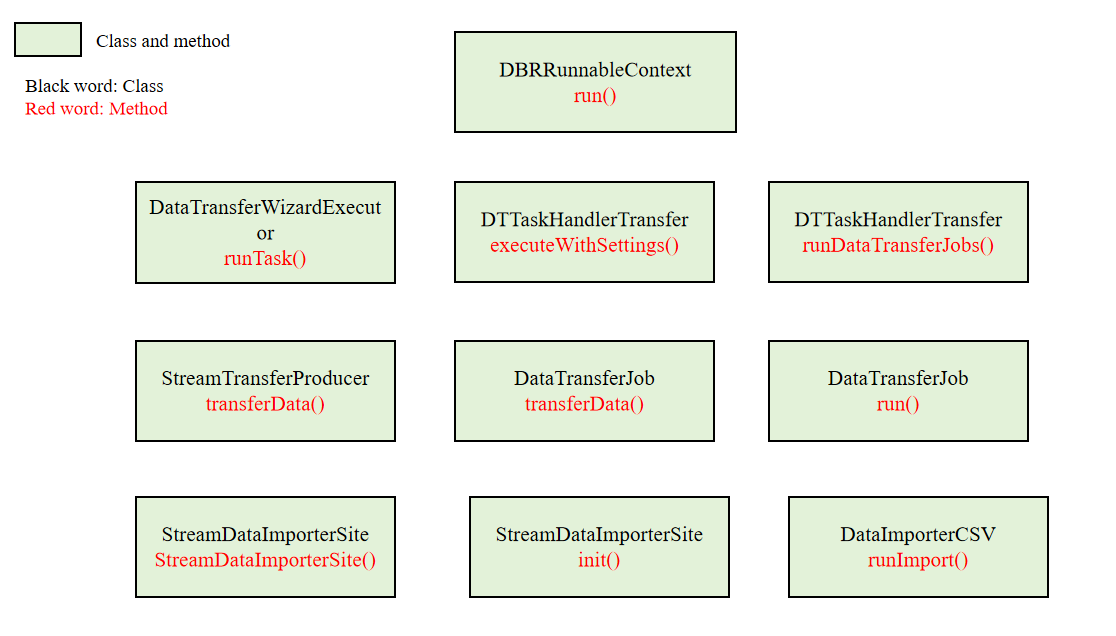 Class and method
Black word: Class
Red word: Method
DBRRunnableContext
run()
DataTransferWizardExecut
or
runTask()
DTTaskHandlerTransfer
executeWithSettings()
DTTaskHandlerTransfer
runDataTransferJobs()
StreamTransferProducer
transferData()
DataTransferJob
transferData()
DataTransferJob
run()
StreamDataImporterSite
StreamDataImporterSite()
StreamDataImporterSite
init()
DataImporterCSV
runImport()